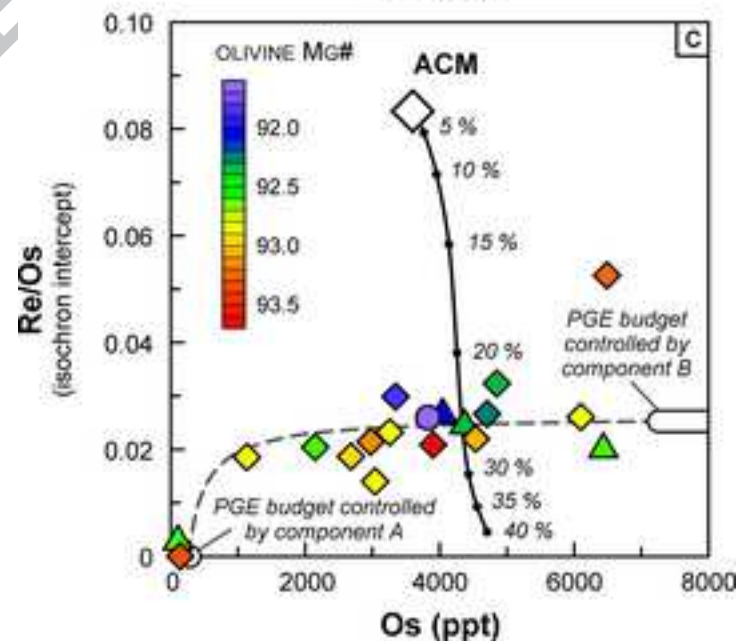 C
0.10
0.08
0.06
0.04
0.02
0
Re/Os
(isochron intercept)
OLIVINE MG#
92.0
92.5
93.0
93.5
ACM
5 %
10 %
15 %
20 %
30 %
35 %
40 %
PGE budget
controlled by
component B
PGE budget controlled
by component A
0 2000 4000 6000 8000
Os (ppt)